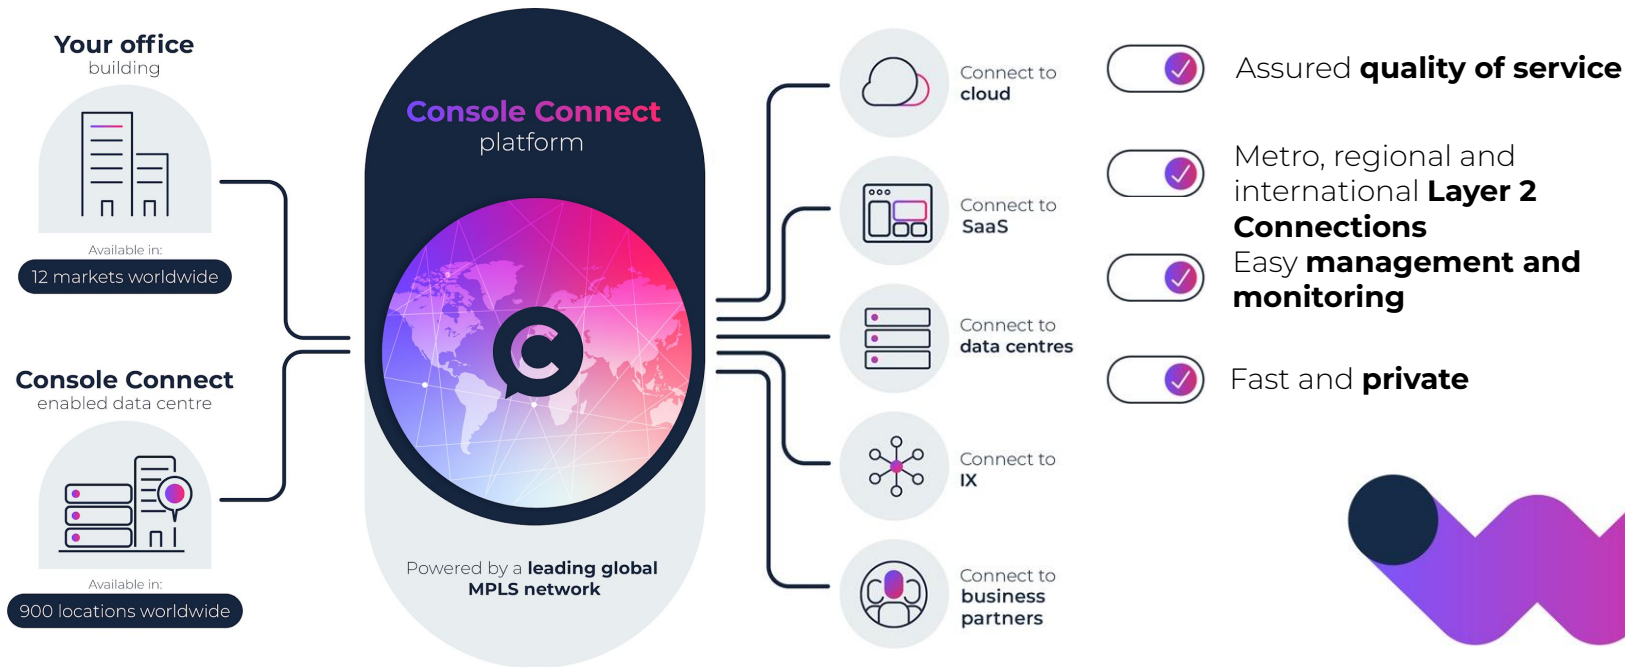 Your office
building
Available in:
12 markets worldwide
Console Connect
enabled data centre
Available in:
900 locations worldwide
Console Connect
platform
Powered by a leading global
MPLS network
Connect to
cloud
Connect to
SaaS
Connect to
data centres
Connect to
IX
Connect to
business
partners
Assured quality of service
Metro, regional and
international Layer 2
Connections
Easy management and
monitoring
Fast and private